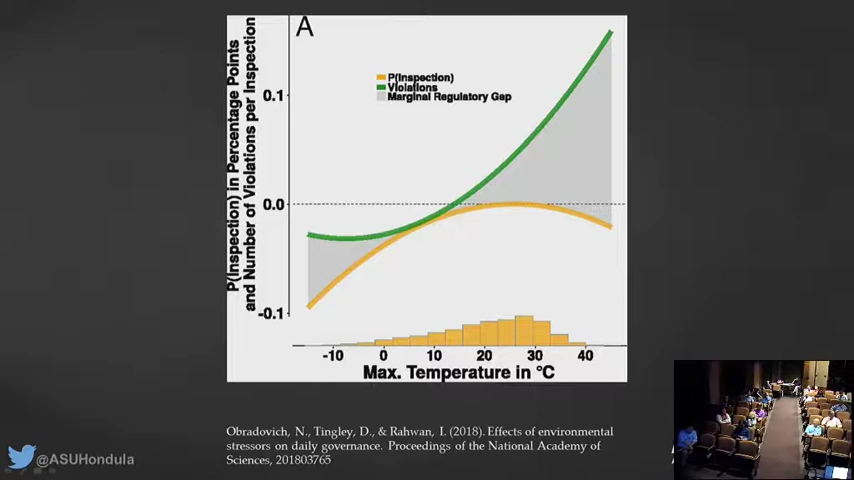 A
P(Inspection) in Percentage Points
and Number of Violations per Inspection
P(Inspection)
Violations
Marginal Regulatory Gap
0.1
0.0
-0.1
-10 0 10 20 30 40
Max. Temperature in °C
Obradovich, N., Tingley, D., & Rahwan, I. (2018). Effects of environmental
stressors on daily governance. Proceedings of the National Academy of
Sciences, 201803765
@ASUHondula